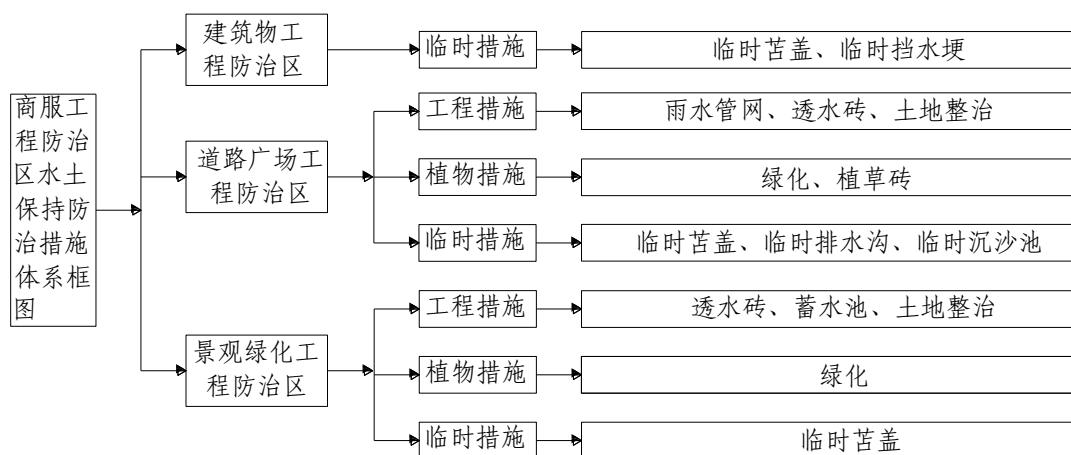 商服工
程防治
区水土
保持防
治措施
体系框
图
建筑物工
程防治区
临时措施
临时苫盖、临时挡水埂
道路广场工
程防治区
工程措施
雨水管网、透水砖、土地整治
植物措施
绿化、植草砖
临时措施
临时苫盖、临时排水沟、临时沉沙池
景观绿化工
程防治区
工程措施
透水砖、蓄水池、土地整治
植物措施
绿化
临时措施
临时苫盖